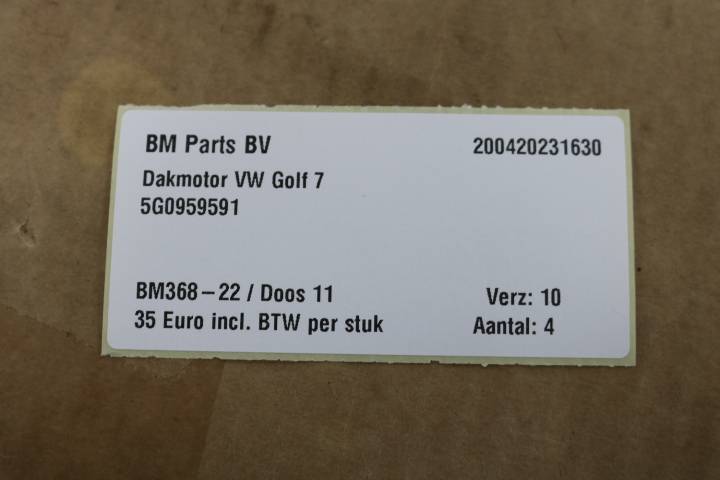 BM Parts BV 200420231630
Dakmotor VW Golf 7
5G0959591
BM368-22 / Doos 11 Verz: 10
35 Euro incl. BTW per stuk Aantal: 4